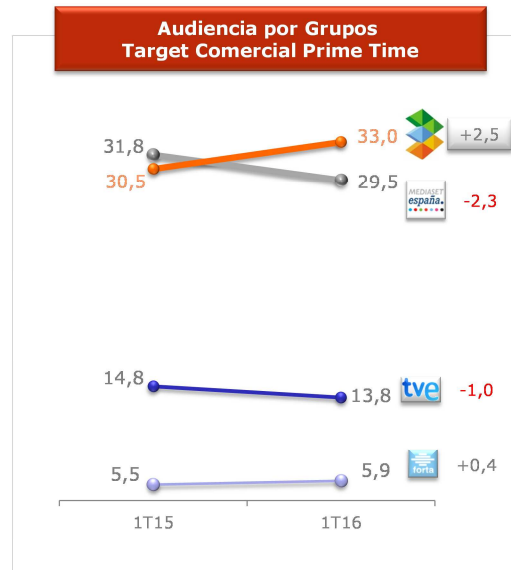 Audiencia por Grupos
Target Comercial Prime Time
31,8
30,5
33,0
+2,5
29,5
MEDIASET
españa.
-2,3
14,8
13,8
tve
-1,0
5,5
5,9
forta
+0,4
1T15
1T16